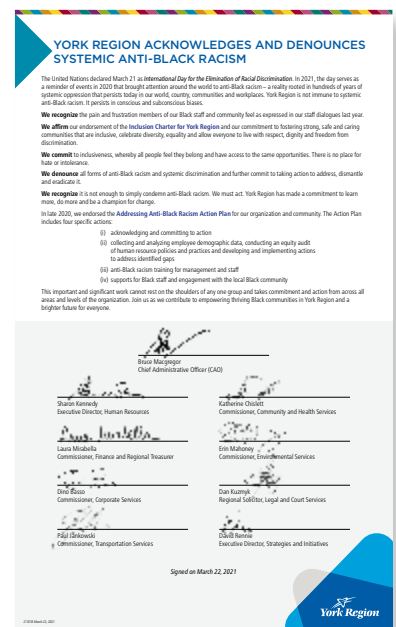 YORK REGION ACKNOWLEDGES AND DENOUNCES
SYSTEMIC ANTI-BLACK RACISM
The United Nations declared March 21 as International Day for the Elimination of Racial Discrimination. In 2021, the day serves as
a reminder of events in 2020 that brought attention around the world to anti-Black racism – a reality rooted in hundreds of years of
systemic oppression that persists today in our world, country, communities and workplaces. York Region is not immune to systemic
anti-Black racism. It persists in conscious and subconscious biases.
We recognize the pain and frustration members of our Black staff and community feel as expressed in our staff dialogues last year.
We affirm our endorsement of the Inclusion Charter for York Region and our commitment to fostering strong, safe and caring
communities that are inclusive, celebrate diversity, equality and allow everyone to live with respect, dignity and freedom from
discrimination.
We commit to inclusiveness, whereby all people feel they belong and have access to the same opportunities. There is no place for
hate or intolerance.
We denounce all forms of anti-Black racism and systemic discrimination and further commit to taking action to address, dismantle
and eradicate it.
We recognize it is not enough to simply condemn anti-Black racism. We must act. York Region has made a commitment to learn
more, do more and be a champion for change.
In late 2020, we endorsed the Addressing Anti-Black Racism Action Plan for our organization and community. The Action Plan
includes four specific actions:
(i) acknowledging and committing to action
(ii) collecting and analyzing employee demographic data, conducting an equity audit
of human resource policies and practices and developing and implementing actions
to address identified gaps
(iii) anti-Black racism training for management and staff
(iv) supports for Black staff and engagement with the local Black community
This important and significant work cannot rest on the shoulders of any one group and takes commitment and action from across all
areas and levels of the organization. Join us as we contribute to empowering thriving Black communities in York Region and a
brighter future for everyone.
Bruce Macgregor
Chief Administrative Officer (CAO)
Sharon Kennedy
Executive Director, Human Resources
Katherine Chislett
Commissioner, Community and Health Services
Laura Mirabella
Commissioner, Finance and Regional Treasurer
Erin Mahoney
Commissioner, Environmental Services
Dino Basso
Commissioner, Corporate Services
Dan Kuzmyk
Regional Solicitor, Legal and Court Services
Paul Jankowski
Commissioner, Transportation Services
David Rennie
Executive Director, Strategies and Initiatives
Signed on March 22, 2021
York Region
March 22, 2021